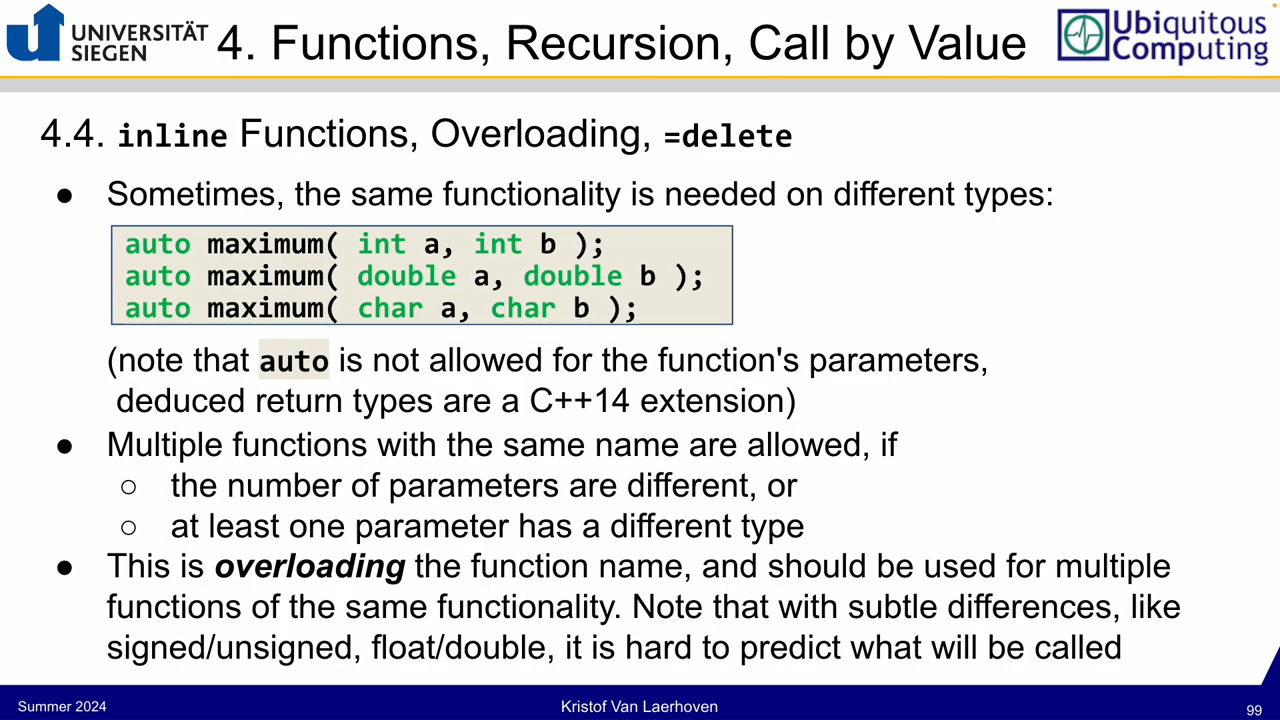 UNIVERSITÄT
SIEGEN
4. Functions, Recursion, Call by Value
Ubiquitous
Computing
4.4. inline Functions, Overloading, =delete
● Sometimes, the same functionality is needed on different types:
auto maximum( int a, int b );
auto maximum( double a, double b );
auto maximum( char a, char b );
(note that auto is not allowed for the function's parameters,
deduced return types are a C++14 extension)
● Multiple functions with the same name are allowed, if
○ the number of parameters are different, or
○ at least one parameter has a different type
● This is overloading the function name, and should be used for multiple
functions of the same functionality. Note that with subtle differences, like
signed/unsigned, float/double, it is hard to predict what will be called
Summer 2024
Kristof Van Laerhoven
99